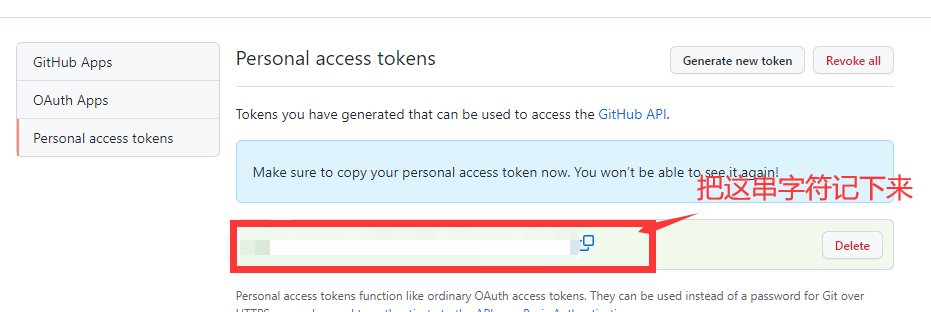 GitHub Apps
OAuth Apps
Personal access tokens
Personal access tokens
Generate new token
Revoke all
Tokens you have generated that can be used to access the GitHub API.
Make sure to copy your personal access token now. You won't be able to see it again!
把这串字符记下来
Delete
Personal access tokens function like ordinary OAuth access tokens. They can be used instead of a password for Git over